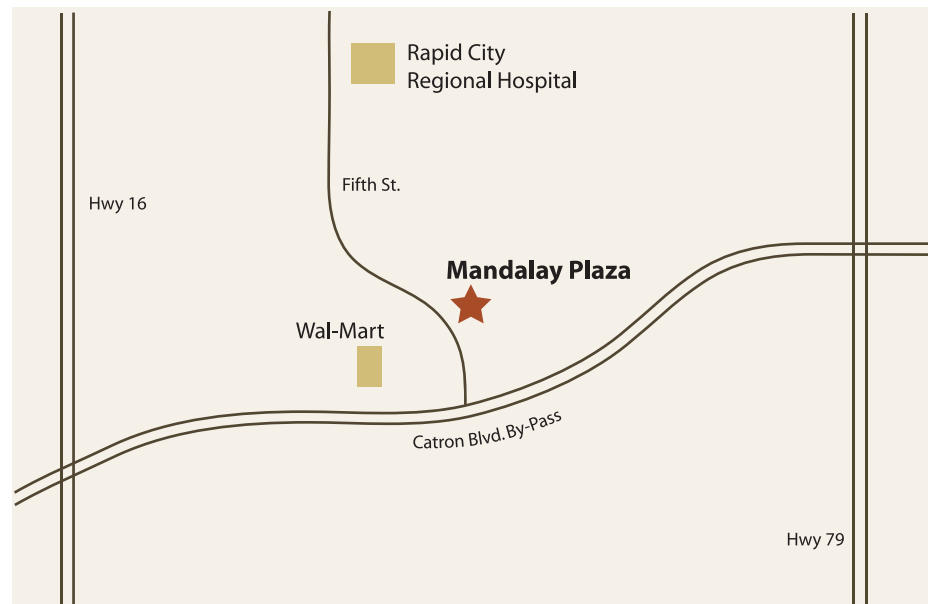 Rapid City
Regional Hospital
Fifth St.
Hwy 16
Mandalay Plaza
Wal-Mart
Catron Blvd. By-Pass
Hwy 79